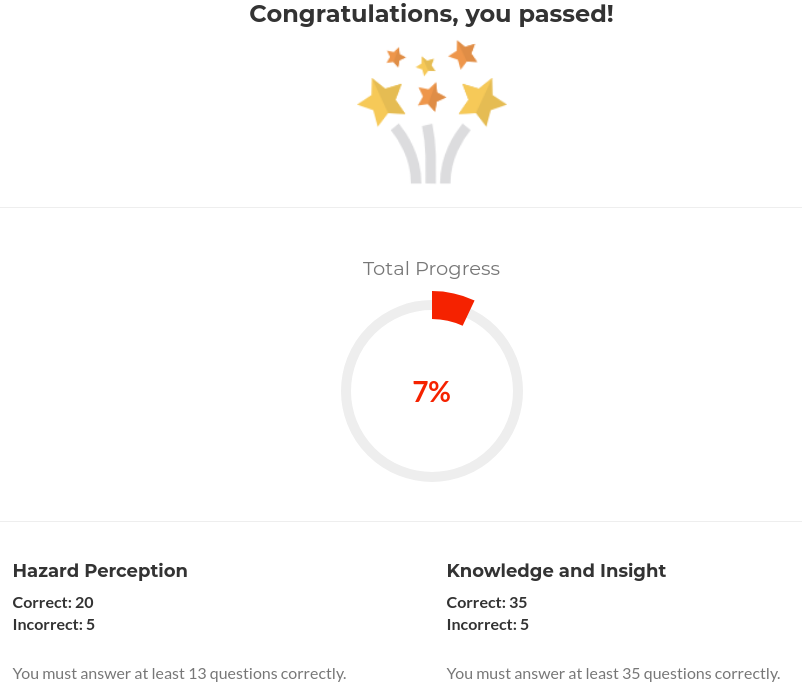 Congratulations, you passed!
Total Progress
7%
Hazard Perception
Correct: 20
Incorrect: 5
You must answer at least 13 questions correctly.
Knowledge and Insight
Correct: 35
Incorrect: 5
You must answer at least 35 questions correctly.